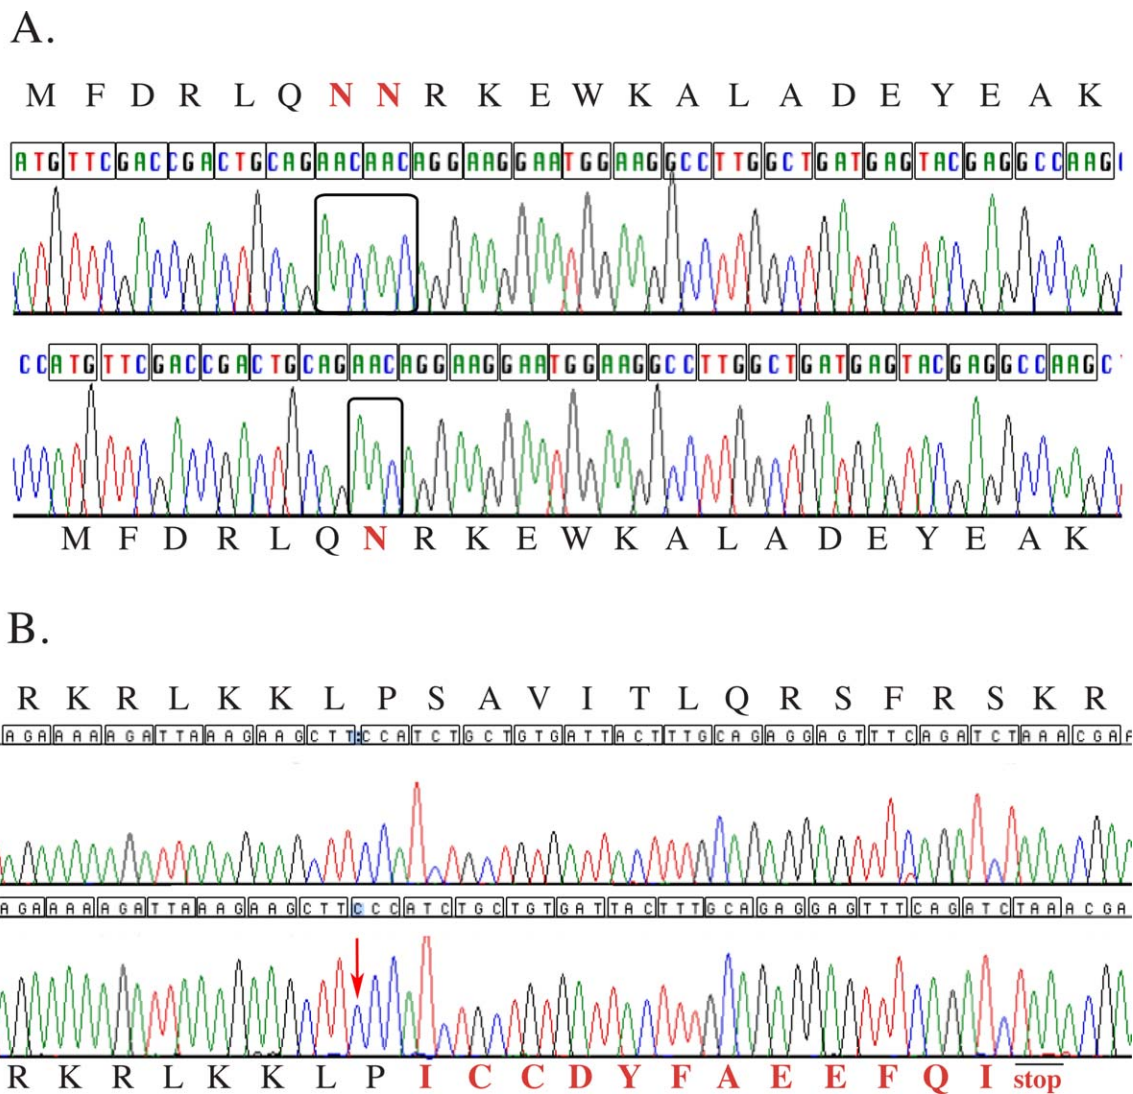 A.
M F D R L Q N N R K E W K A L A D E Y E A K
ATG TTC GAC CGA CTG CAG AAC AAC AGG AAG GAA TGG AAG GCC TTG GCT GAT GAG TAC GAG GCC AAG
CC ATG TTC GAC CGA CTG CAG AAC AGG AAG GAA TGG AAG GCC TTG GCT GAT GAG TAC GAG GCC AAG C
M F D R L Q N R K E W K A L A D E Y E A K
B.
R K R L K K L P S A V I T L Q R S F R S K R
AGA AAA AGA TTA AAG AAG CTT : CCA TCT GCT GTG ATT ACT TTG CAG AGG AGT TTC AGA TCT AAA CGA A
AGA AAA AGA TTA AAG AAG CTT CCC ATC TGC TGT GAT TAC TTT GCA GAG GAG TTT CAG ATC TAA ACGA
R K R L K K L P I C C D Y F A E E F Q I stop